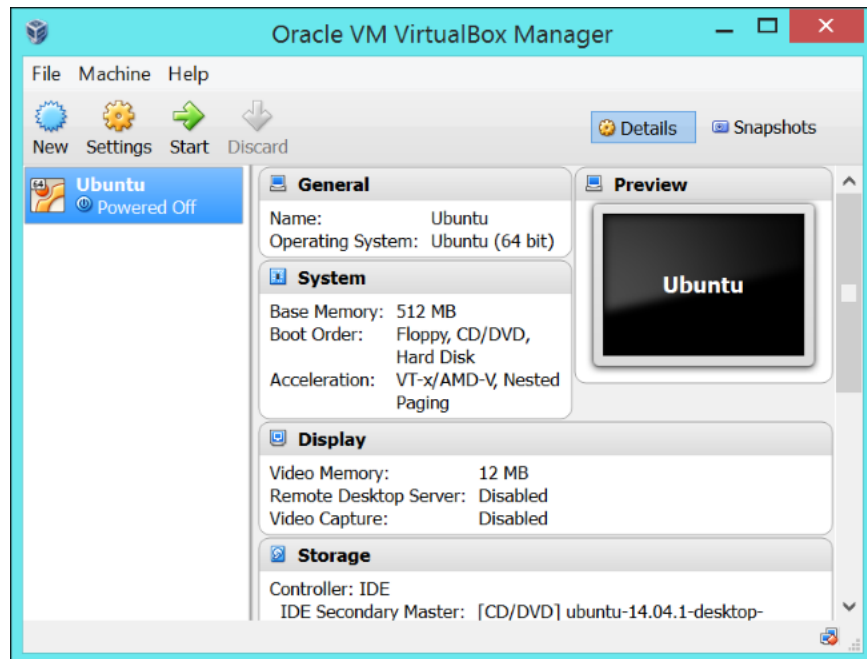 Oracle VM VirtualBox Manager
File Machine Help
New Settings Start Discard
Details Snapshots
64 Ubuntu
Powered Off
General
Name: Ubuntu
Operating System: Ubuntu (64 bit)
System
Base Memory: 512 MB
Boot Order: Floppy, CD/DVD,
Hard Disk
Acceleration: VT-x/AMD-V, Nested
Paging
Preview
Ubuntu
Display
Video Memory: 12 MB
Remote Desktop Server: Disabled
Video Capture: Disabled
Storage
Controller: IDE
IDE Secondary Master: [CD/DVD] ubuntu-14.04.1-desktop-